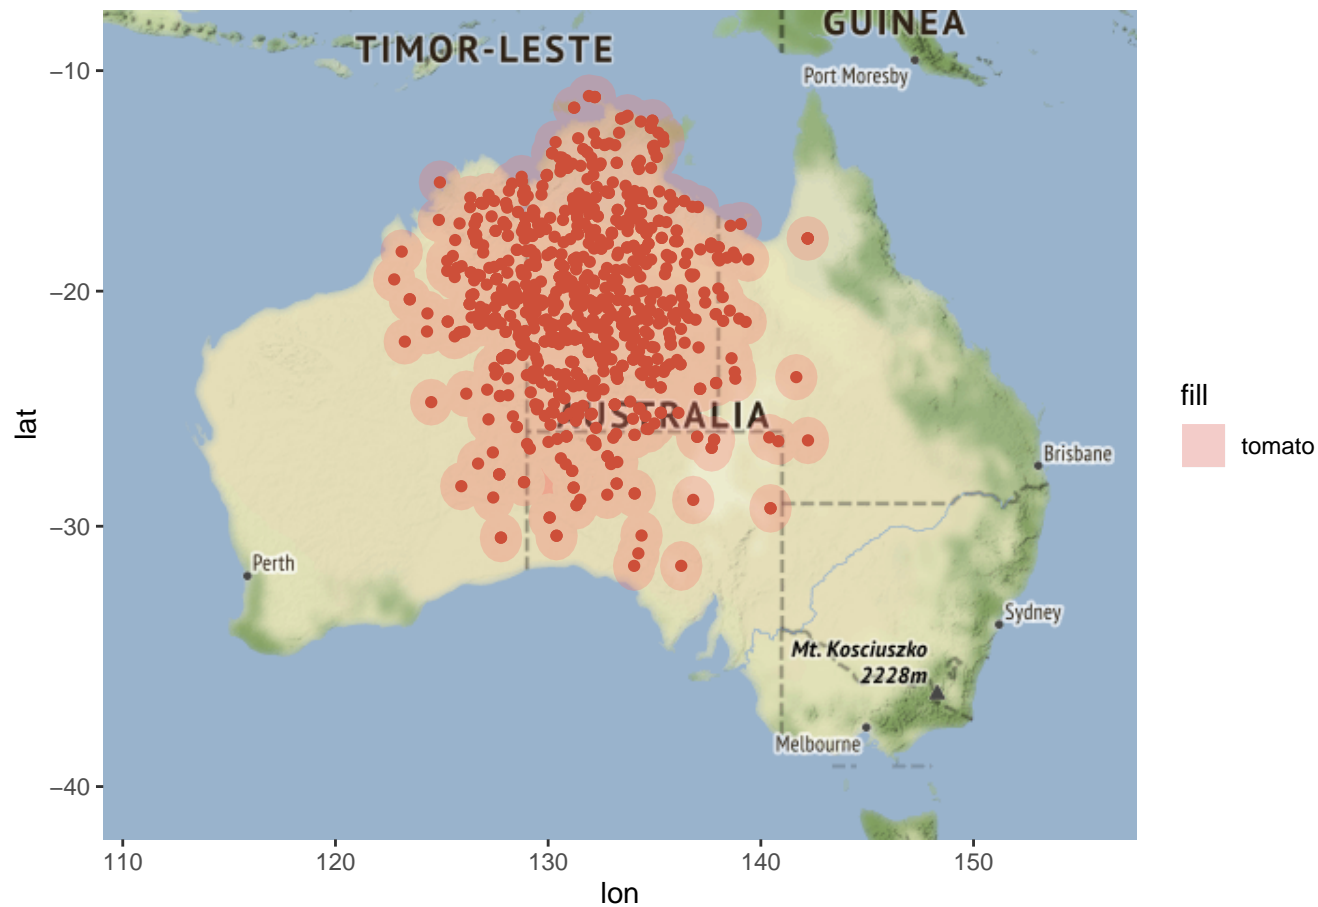 GUINEA
TIMOR-LESTE
Port Moresby
AUSTRALIA
Brisbane
Perth
Sydney
Mt. Kosciuszko
2228m
Melbourne
−10
−20
−30
−40
lat
110 120 130 140 150
lon
fill
tomato